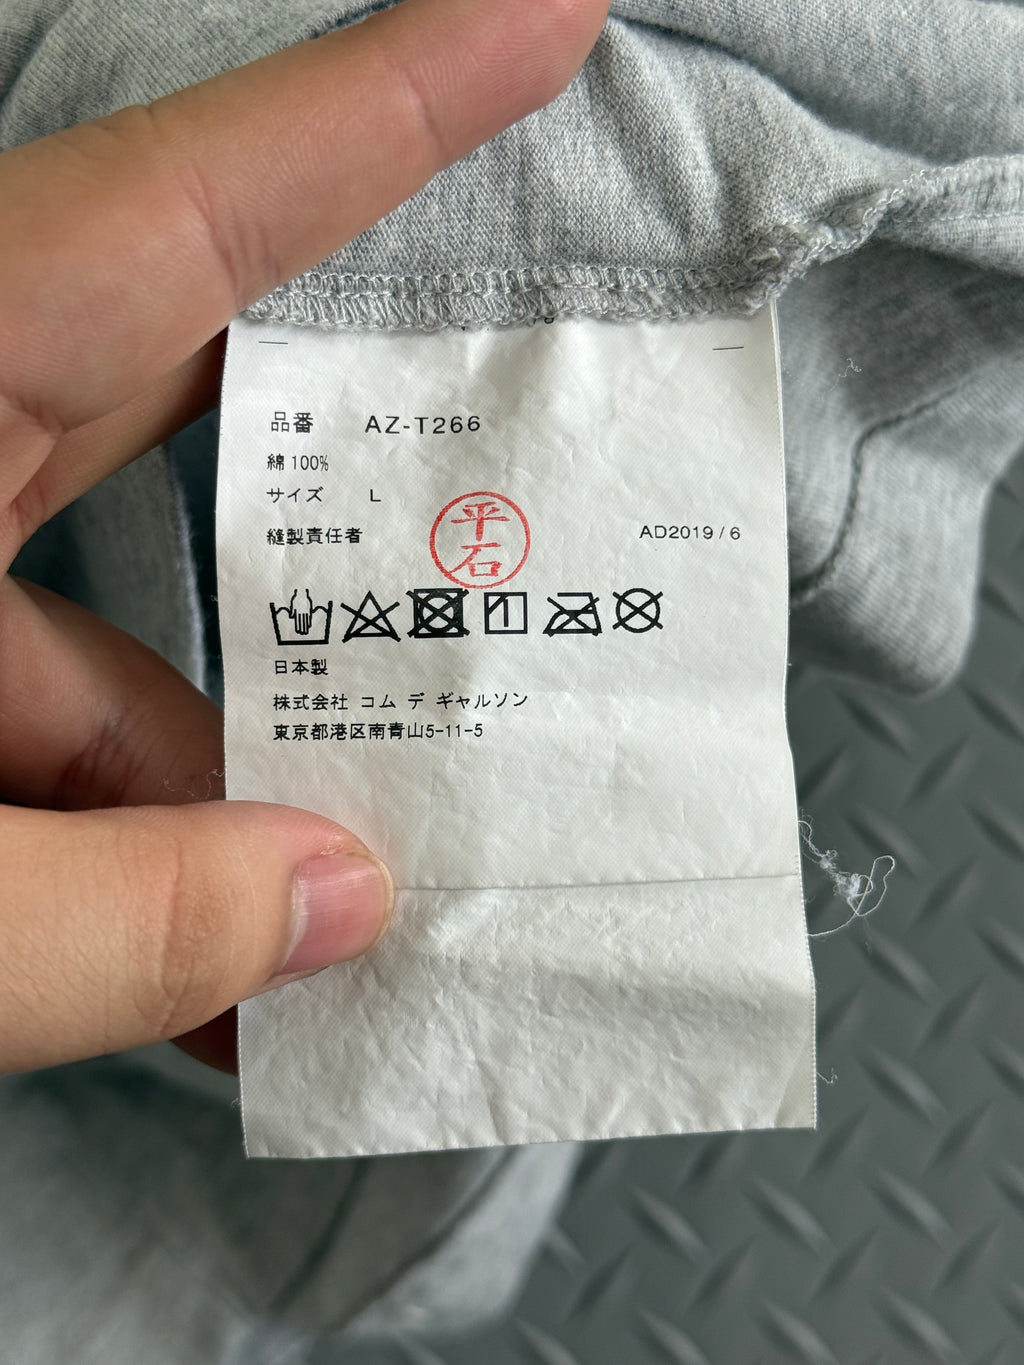 品番 AZ-T266
綿 100%
サイズ L
縫製責任者 平石 AD2019 / 6
日本製
株式会社 コム デ ギャルソン
東京都港区南青山5-11-5